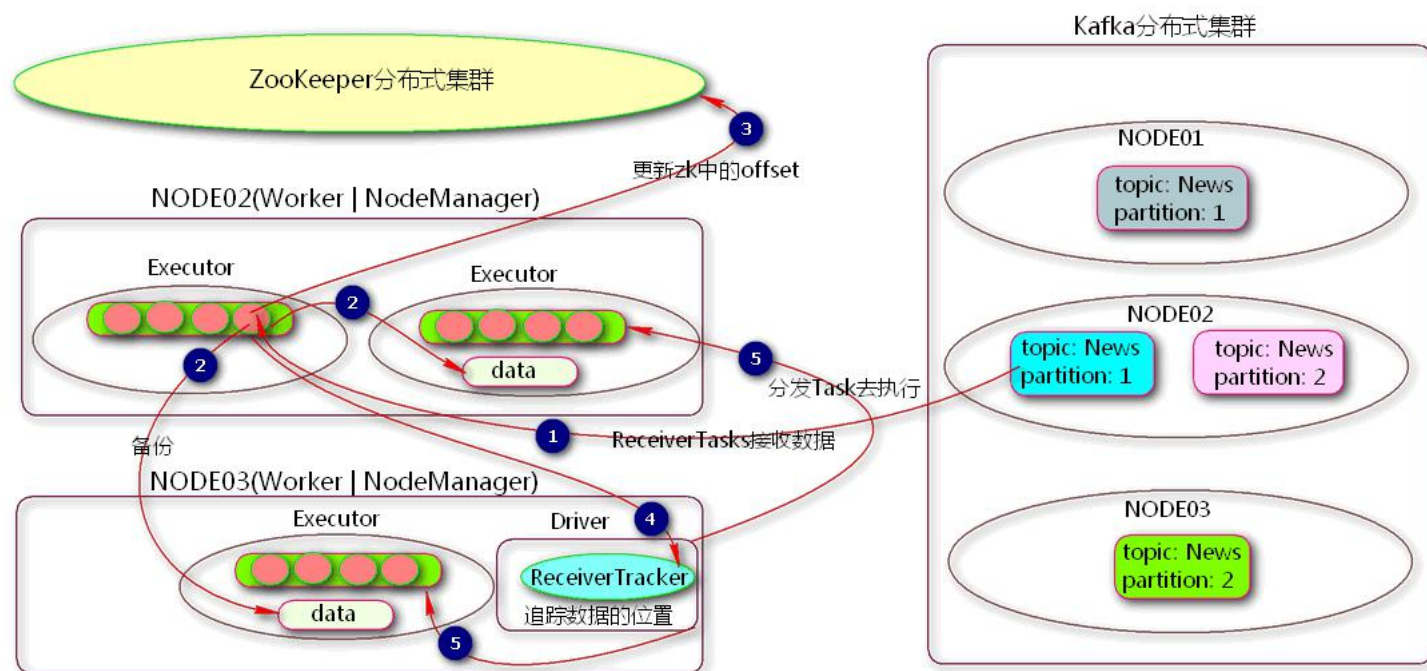 Kafka分布式集群
ZooKeeper分布式集群
3
更新zk中的offset
NODE01
topic: News
partition: 1
NODE02(Worker | NodeManager)
Executor
Executor
2
2
data
5
分发Task去执行
NODE02
topic: News
partition: 1
topic: News
partition: 2
1
ReceiverTasks接收数据
备份
NODE03(Worker | NodeManager)
Executor
Driver
4
ReceiverTracker
追踪数据的位置
data
5
NODE03
topic: News
partition: 2